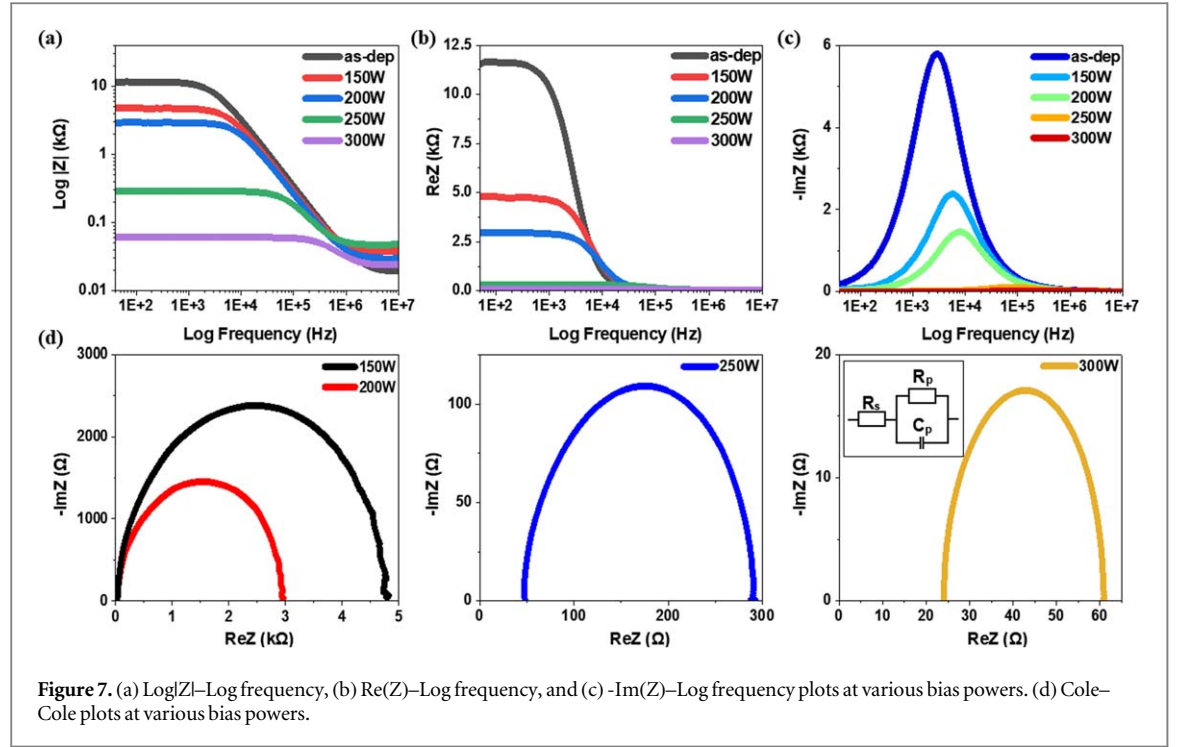 (a)
as-dep
150W
200W
250W
300W
10
1
0.1
0.01
Log |Z| (kΩ)
1E+2 1E+3 1E+4 1E+5 1E+6 1E+7
Log Frequency (Hz)
(b)
as-dep
150W
200W
250W
300W
12.5
10.0
7.5
5.0
2.5
0.0
ReZ (kΩ)
1E+2 1E+3 1E+4 1E+5 1E+6 1E+7
Log Frequency (Hz)
(c)
as-dep
150W
200W
250W
300W
6
4
2
0
-ImZ (kΩ)
1E+2 1E+3 1E+4 1E+5 1E+6 1E+7
Log Frequency (Hz)
(d)
150W
200W
3000
2000
1000
0
-ImZ (Ω)
0 1 2 3 4 5
ReZ (kΩ)
250W
100
50
0
-ImZ (Ω)
0 100 200 300
ReZ (Ω)
300W
Rp
Rs
Cp
20
10
0
-ImZ (Ω)
0 10 20 30 40 50 60
ReZ (Ω)
Figure 7. (a) Log|Z|–Log frequency, (b) Re(Z)–Log frequency, and (c) -Im(Z)–Log frequency plots at various bias powers. (d) Cole–
Cole plots at various bias powers.